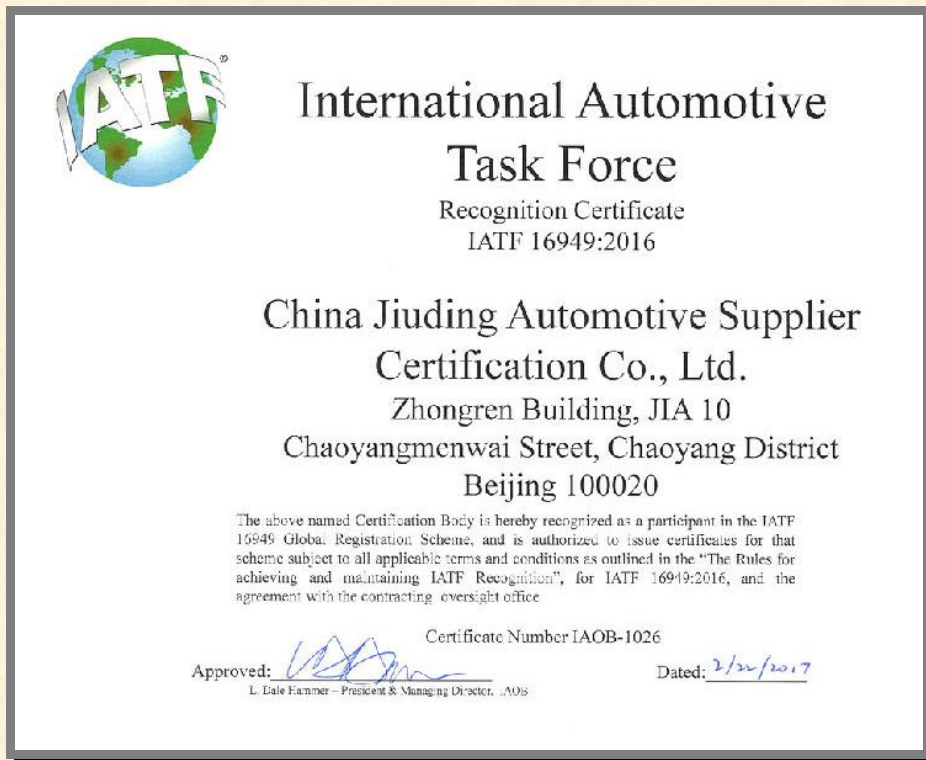 IATF®
International Automotive
Task Force
Recognition Certificate
IATF 16949:2016
China Jiuding Automotive Supplier
Certification Co., Ltd.
Zhongren Building, JIA 10
Chaoyangmenwai Street, Chaoyang District
Beijing 100020
The above named Certification Body is hereby recognized as a participant in the IATF
16949 Global Registration Scheme, and is authorized to issue certificates for that
scheme subject to all applicable terms and conditions as outlined in the "The Rules for
achieving and maintaining IATF Recognition", for IATF 16949:2016, and the
agreement with the contracting oversight office
Certificate Number IAOB-1026
Approved:
Dated: 2/22/2017
L. Dale Hammer – President & Managing Director, IAOB